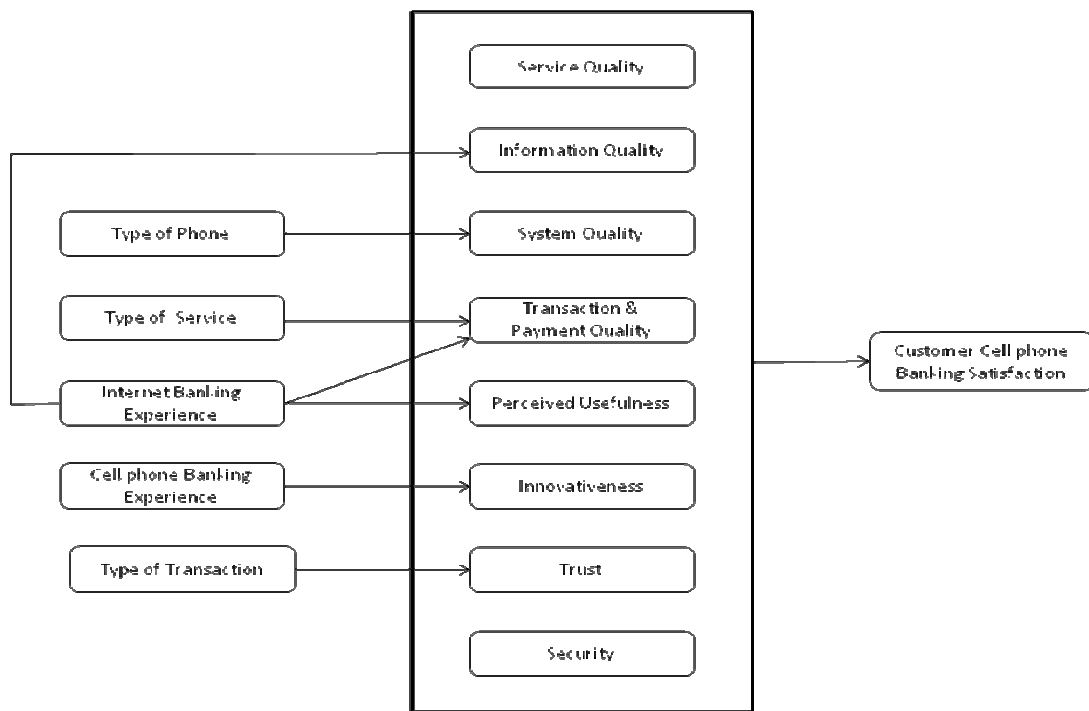 Service Quality
Information Quality
Type of Phone
System Quality
Type of Service
Transaction &
Payment Quality
Customer Cell phone
Banking Satisfaction
Internet Banking
Experience
Perceived Usefulness
Cell phone Banking
Experience
Innovativeness
Type of Transaction
Trust
Security